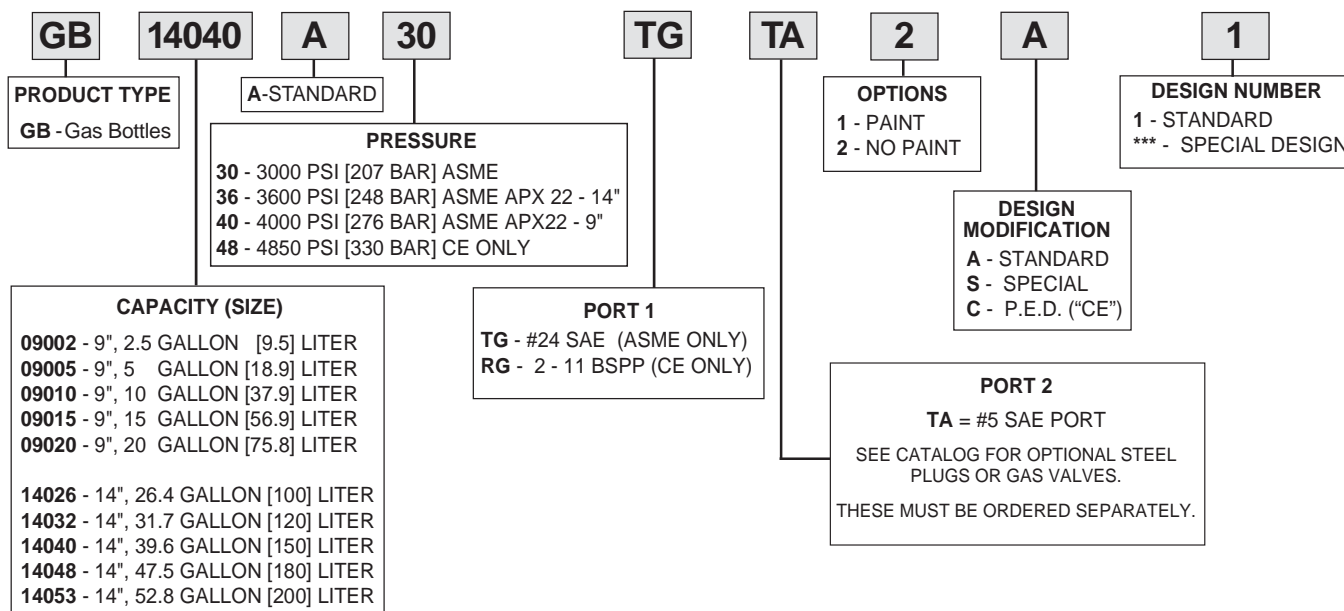 GB 14040 A 30 TG TA 2 A 1
PRODUCT TYPE
GB - Gas Bottles
A-STANDARD
PRESSURE
30 - 3000 PSI [207 BAR] ASME
36 - 3600 PSI [248 BAR] ASME APX 22 - 14"
40 - 4000 PSI [276 BAR] ASME APX22 - 9"
48 - 4850 PSI [330 BAR] CE ONLY
OPTIONS
1 - PAINT
2 - NO PAINT
DESIGN NUMBER
1 - STANDARD
*** - SPECIAL DESIGN
DESIGN
MODIFICATION
A - STANDARD
S - SPECIAL
C - P.E.D. (“CE”)
CAPACITY (SIZE)
09002 - 9", 2.5 GALLON [9.5] LITER
09005 - 9", 5 GALLON [18.9] LITER
09010 - 9", 10 GALLON [37.9] LITER
09015 - 9", 15 GALLON [56.9] LITER
09020 - 9", 20 GALLON [75.8] LITER
14026 - 14", 26.4 GALLON [100] LITER
14032 - 14", 31.7 GALLON [120] LITER
14040 - 14", 39.6 GALLON [150] LITER
14048 - 14", 47.5 GALLON [180] LITER
14053 - 14", 52.8 GALLON [200] LITER
PORT 1
TG - #24 SAE (ASME ONLY)
RG - 2 - 11 BSPP (CE ONLY)
PORT 2
TA = #5 SAE PORT
SEE CATALOG FOR OPTIONAL STEEL
PLUGS OR GAS VALVES.
THESE MUST BE ORDERED SEPARATELY.